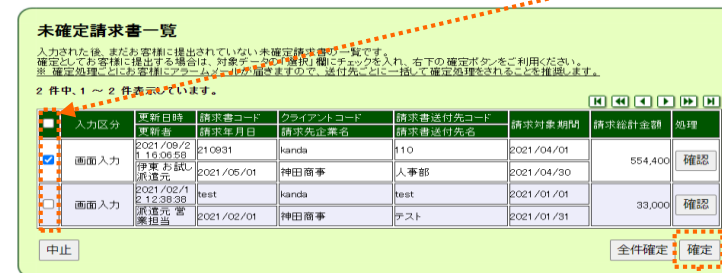 未確定請求書一覧
入力された後、まだお客様に提出されていない未確定請求書の一覧です。
確定としてお客様に提出する場合は、対象データの「選択」欄にチェックを入れ、右下の確定ボタンをご利用ください。
※ 確定処理ごとにお客様にアラームメールが届きますので、送付先ごとに一括して確定処理をされることを推奨します。
2 件中、1 ～ 2 件表示しています。
入力区分 更新日時 請求書コード クライアントコード 請求書送付先コード 請求対象期間 請求総計金額 処理
更新者 請求年月日 請求先企業名 請求書送付先名
画面入力 2021/09/2 210931 kanda 110 2021/04/01 554,400 確認
1 16:06:58
伊東 お試し 2021/05/01 神田商事 人事部 2021/04/30
派遣元
画面入力 2021/02/1 test kanda test 2021/01/01 33,000 確認
2 12:38:38
派遣元 営 2021/02/01 神田商事 テスト 2021/01/31
業担当
中止 全件確定 確定